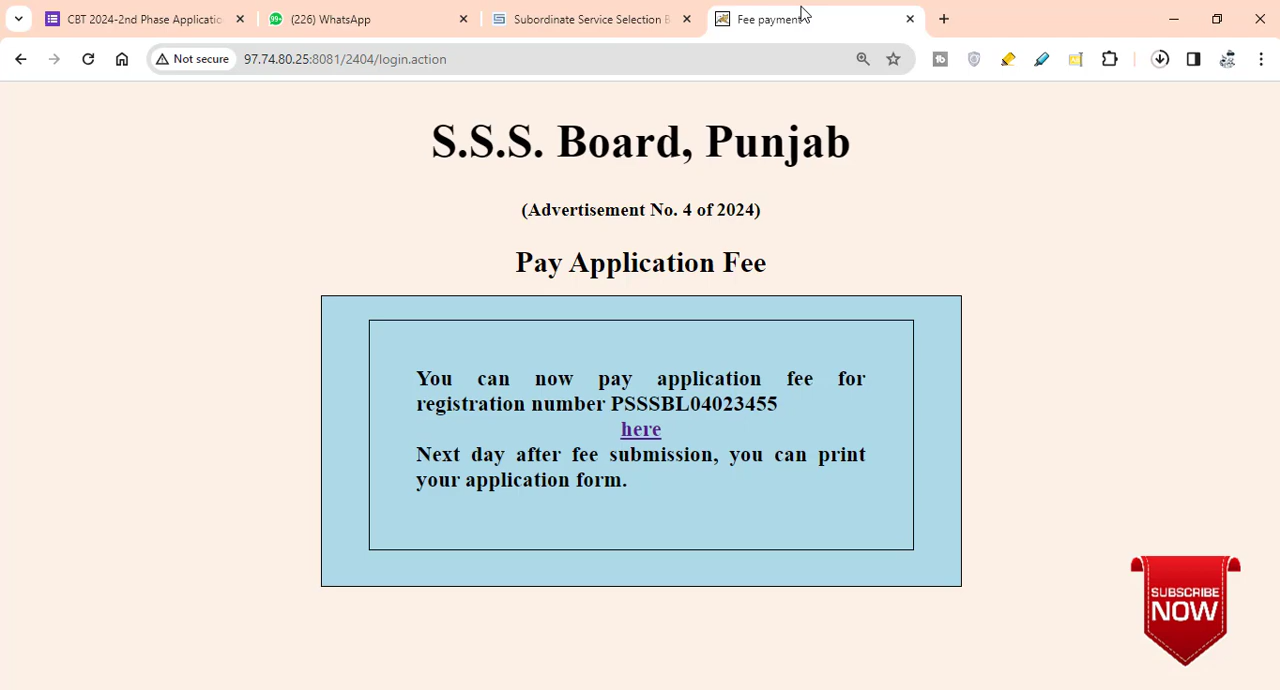 CBT 2024-2nd Phase Applicatio
(226) WhatsApp
Subordinate Service Selection B
Fee payment
Not secure
97.74.80.25:8081/2404/login.action
S.S.S. Board, Punjab
(Advertisement No. 4 of 2024)
Pay Application Fee
You can now pay application fee for
registration number PSSSBL04023455
here
Next day after fee submission, you can print
your application form.
SUBSCRIBE
NOW